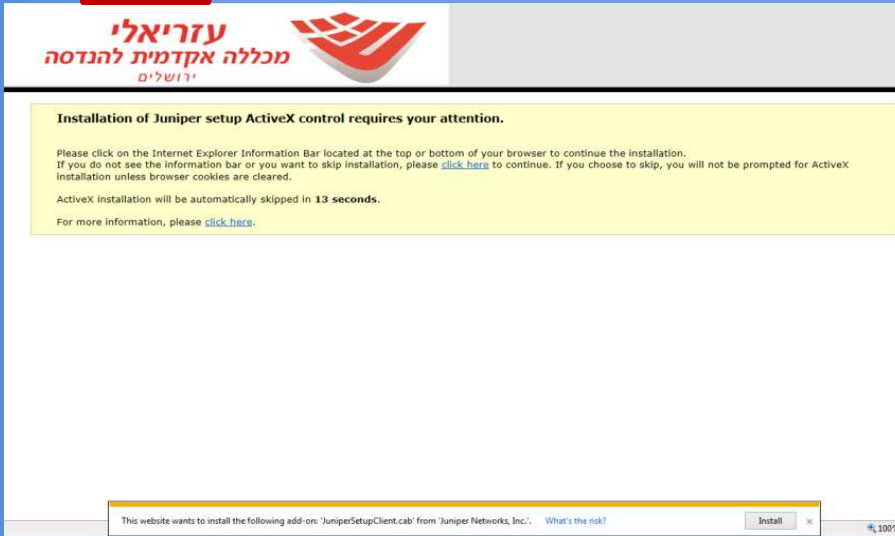 עזריאלי
מכללה אקדמית להנדסה
ירושלים
Installation of Juniper setup ActiveX control requires your attention.
Please click on the Internet Explorer Information Bar located at the top or bottom of your browser to continue the installation.
If you do not see the information bar or you want to skip installation, please click here to continue. If you choose to skip, you will not be prompted for ActiveX
installation unless browser cookies are cleared.
ActiveX installation will be automatically skipped in 13 seconds.
For more information, please click here.
This website wants to install the following add-on: 'JuniperSetupClient.cab' from 'Juniper Networks, Inc.'. What's the risk? Install ×
100%